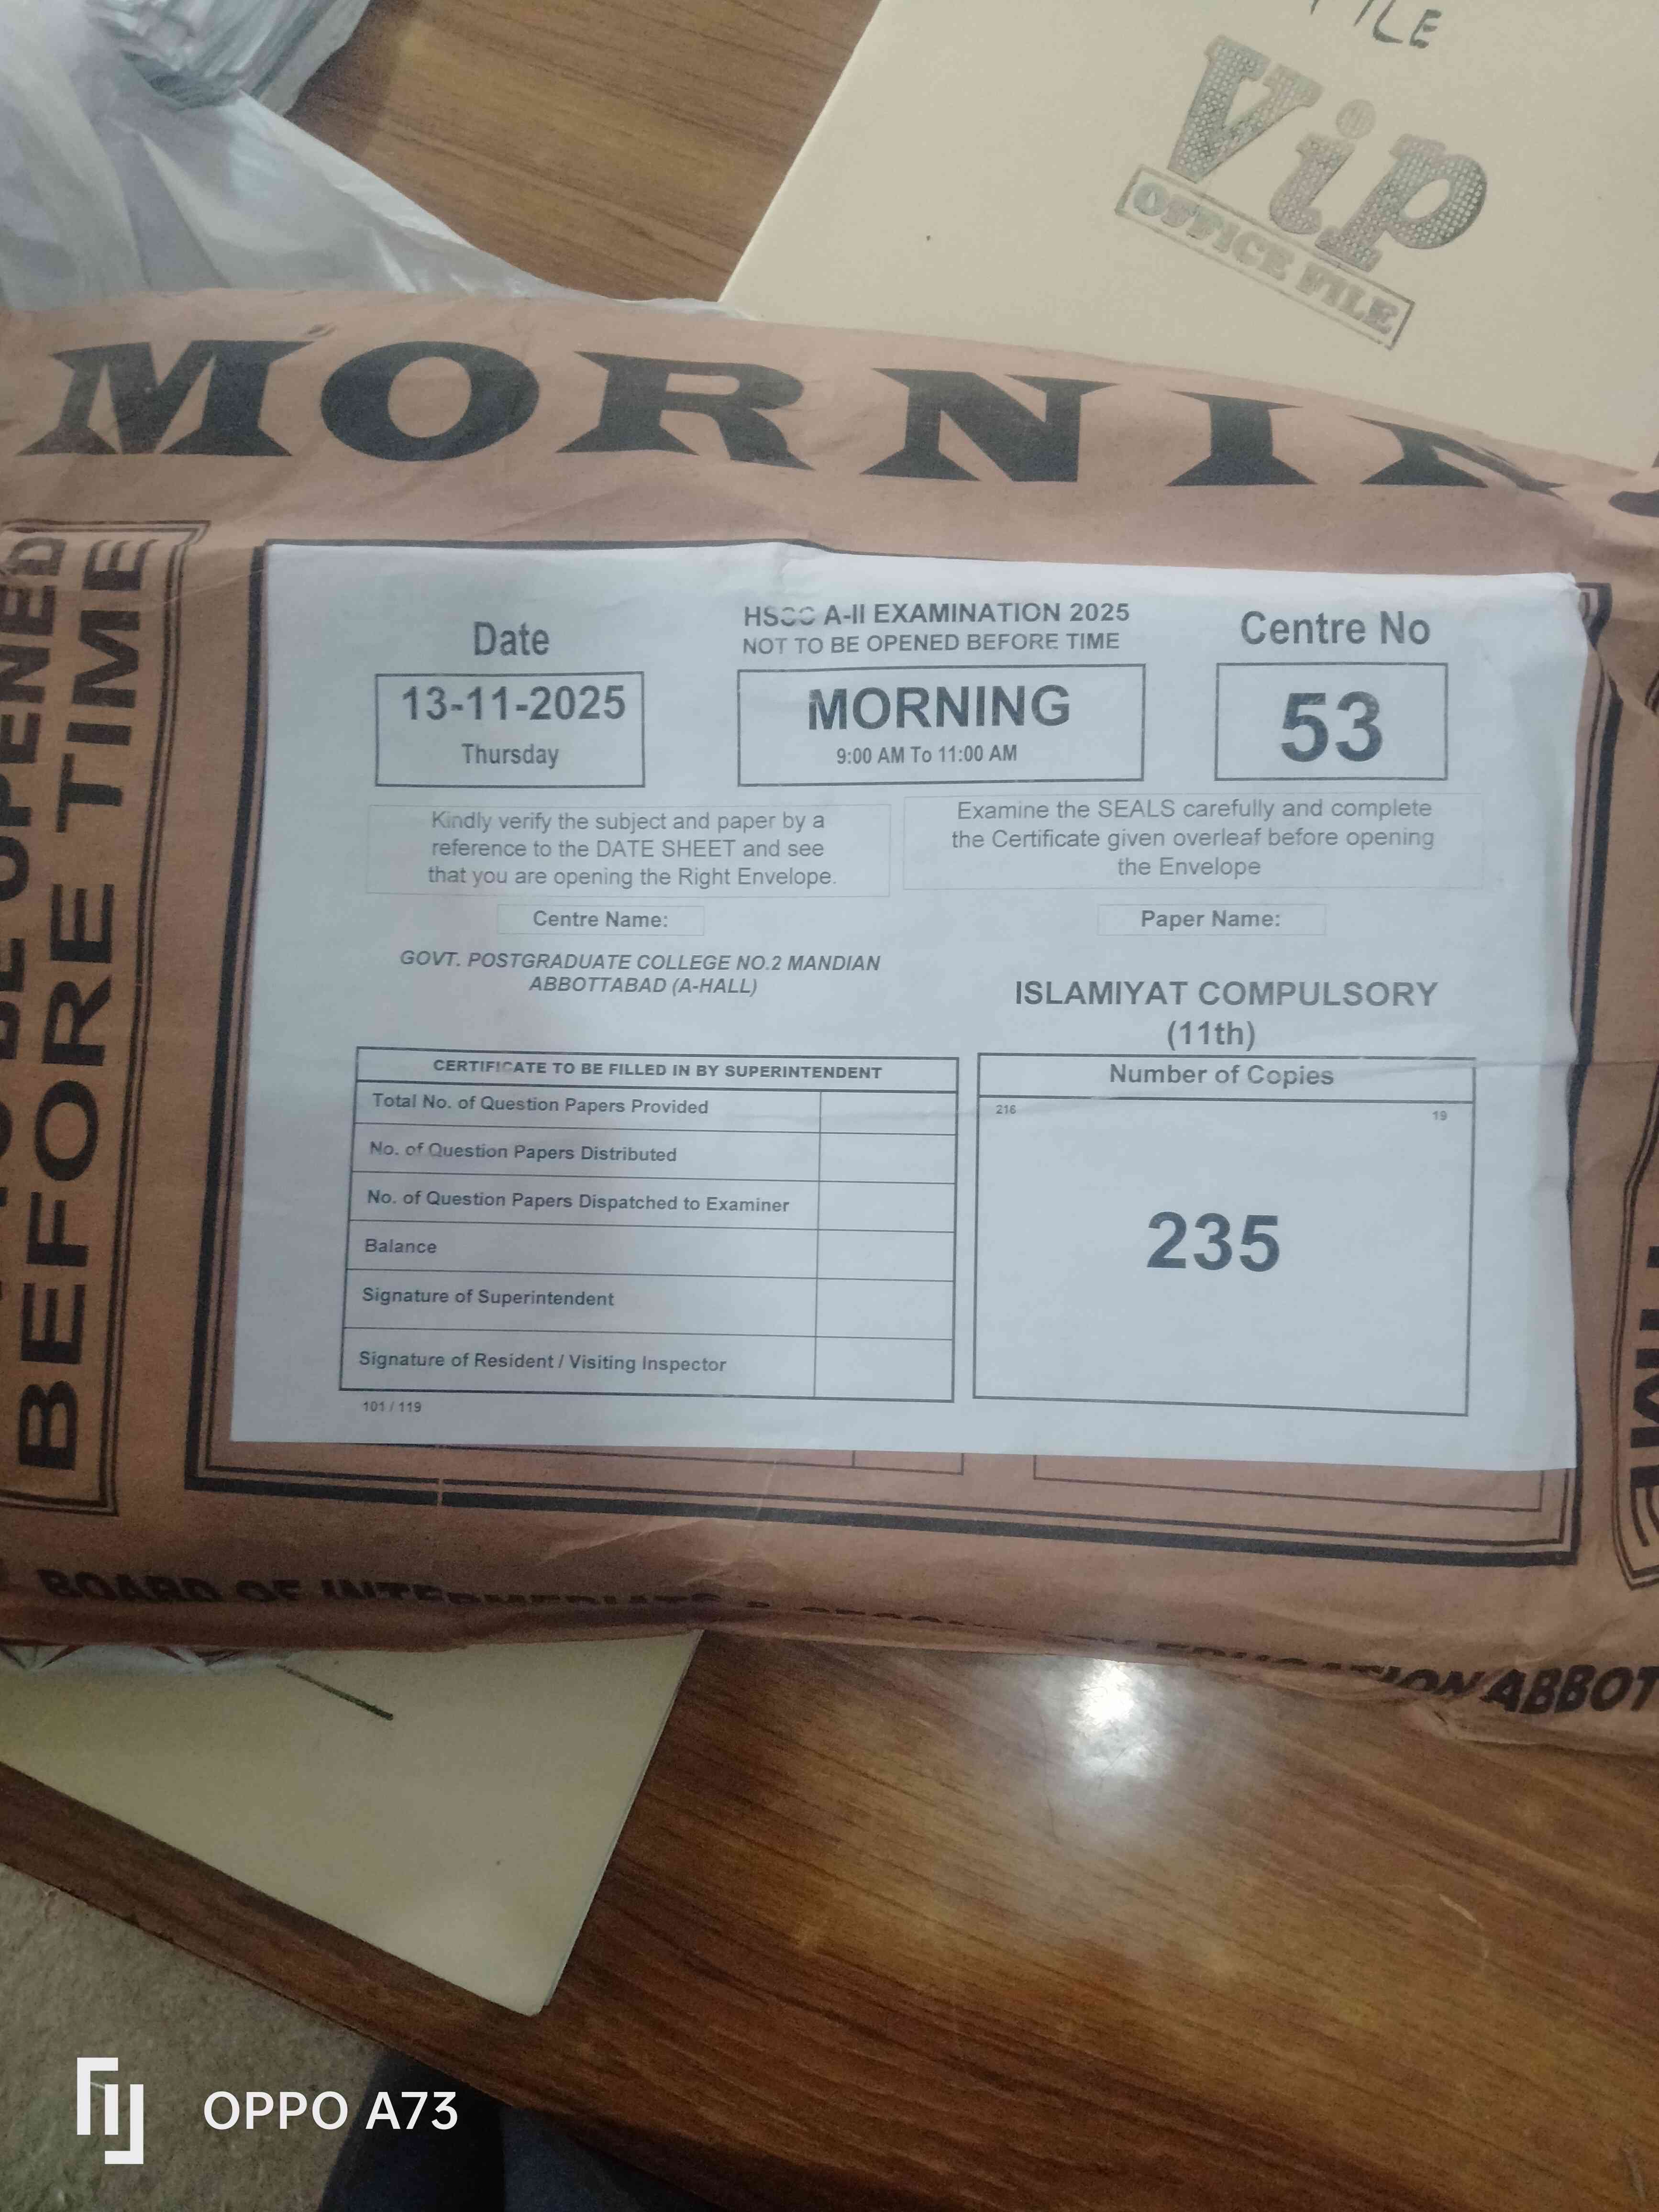 ILE
Vip
OFFICE FILE
MORNIN
OPENED
BEFORE TIME
Date
13-11-2025
Thursday
HSCC A-II EXAMINATION 2025
NOT TO BE OPENED BEFORE TIME
MORNING
9:00 AM To 11:00 AM
Centre No
53
Kindly verify the subject and paper by a
reference to the DATE SHEET and see
that you are opening the Right Envelope.
Examine the SEALS carefully and complete
the Certificate given overleaf before opening
the Envelope
Centre Name:
GOVT. POSTGRADUATE COLLEGE NO.2 MANDIAN
ABBOTTABAD (A-HALL)
Paper Name:
ISLAMIYAT COMPULSORY
(11th)
CERTIFICATE TO BE FILLED IN BY SUPERINTENDENT
Total No. of Question Papers Provided
No. of Question Papers Distributed
No. of Question Papers Dispatched to Examiner
Balance
Signature of Superintendent
Signature of Resident / Visiting Inspector
101 / 119
Number of Copies
216 19
235
BOARD OF INTERMEDIATE & EDUCATION ABBOT
OPPO A73